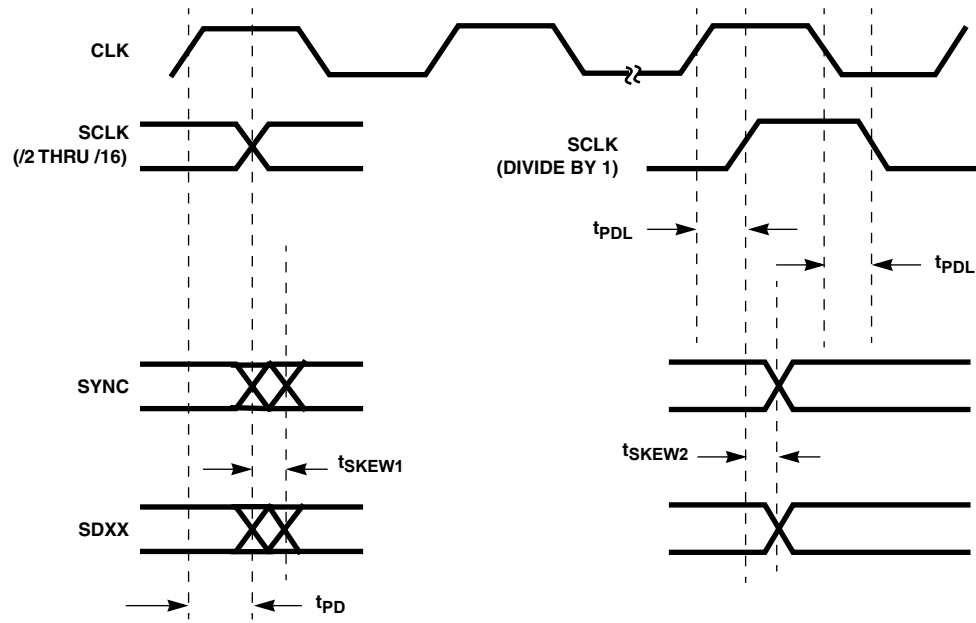 CLK
SCLK
(/2 THRU /16)
SCLK
(DIVIDE BY 1)
tPDL
tPDL
SYNC
tSKEW1
tSKEW2
SDXX
tPD